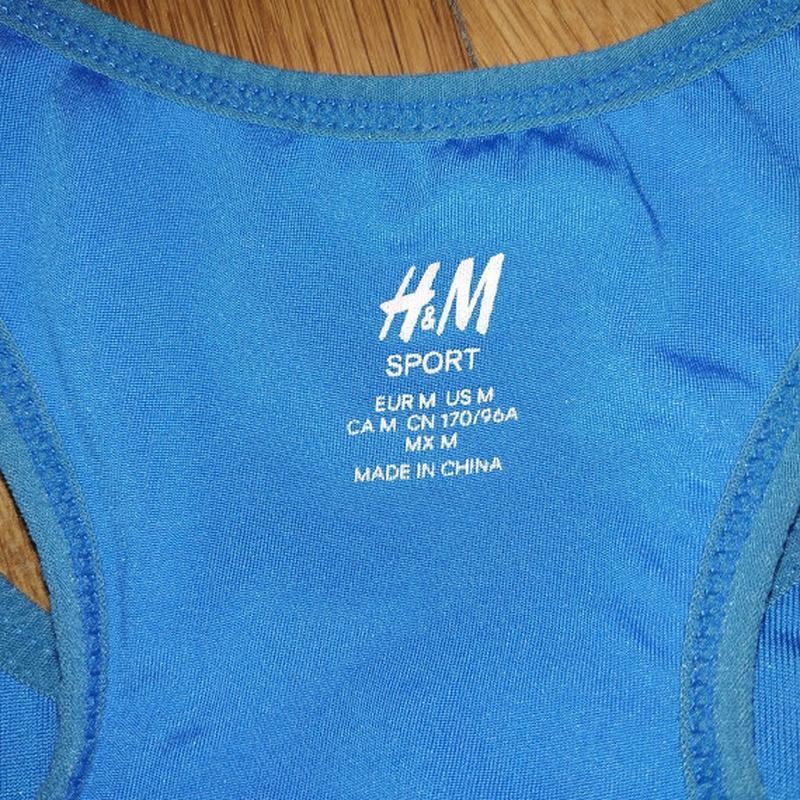 H&M
SPORT
EUR M US M
CA M CN 170/96A
MX M
MADE IN CHINA